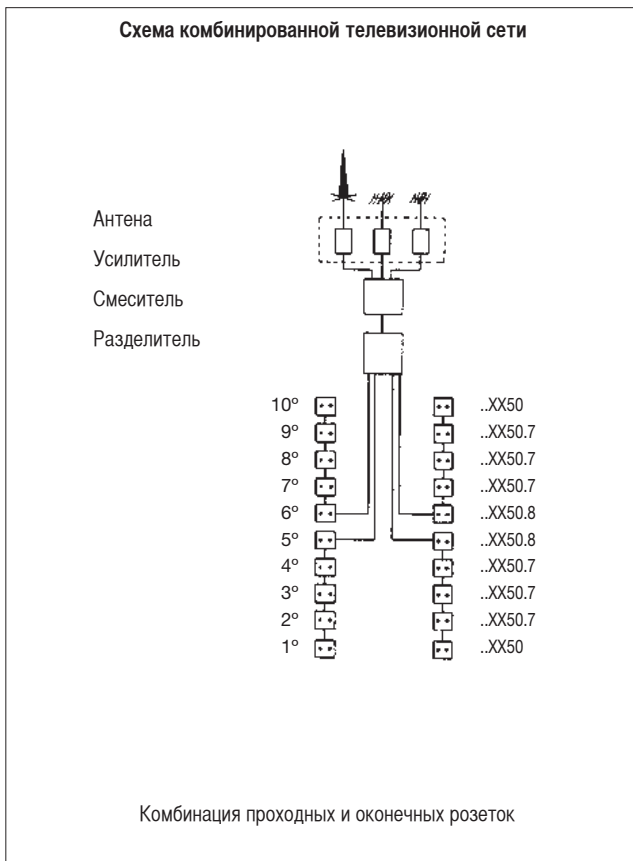 Схема комбинированной телевизионной сети
Антена
Усилитель
Смеситель
Разделитель
10º ..XX50
9º ..XX50.7
8º ..XX50.7
7º ..XX50.7
6º ..XX50.8
5º ..XX50.8
4º ..XX50.7
3º ..XX50.7
2º ..XX50.7
1º ..XX50
Комбинация проходных и оконечных розеток